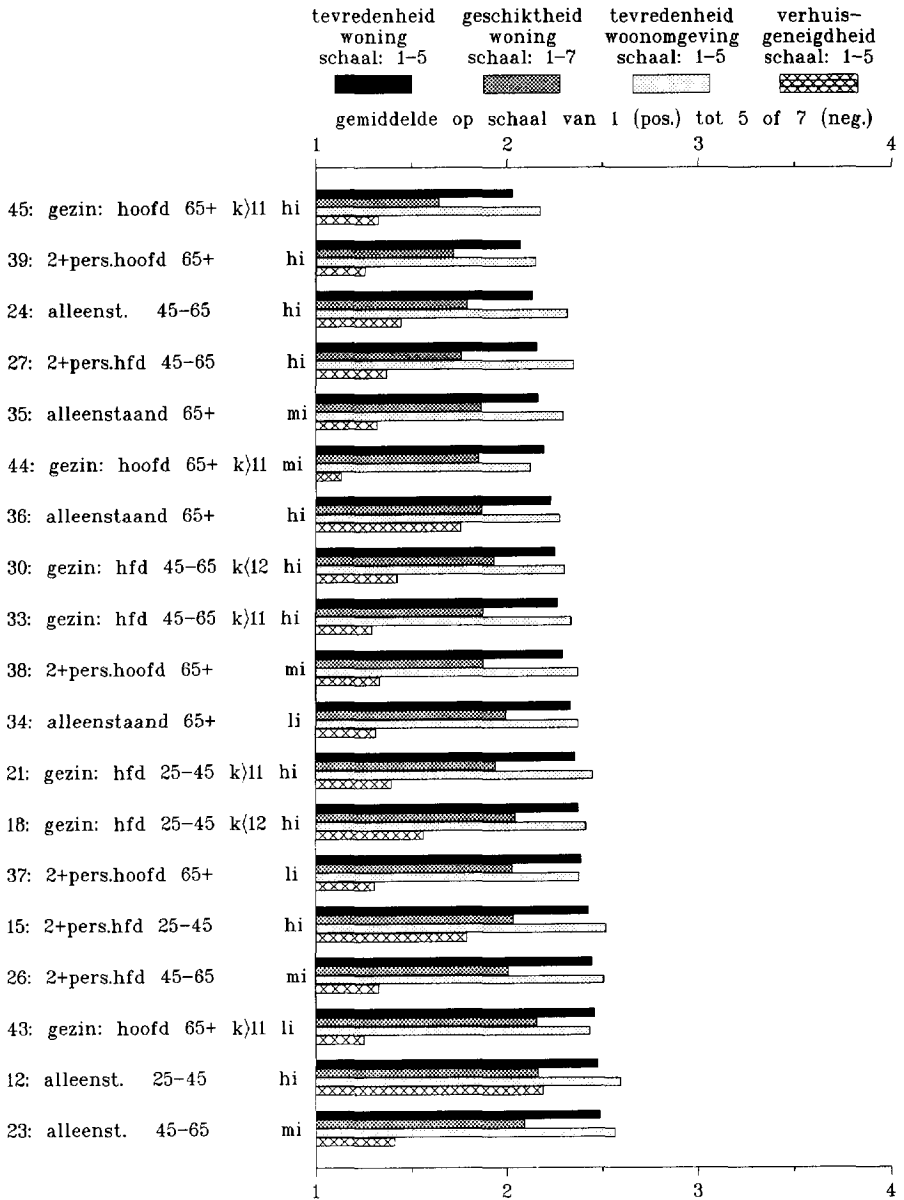 tevredenheid geschiktheid tevredenheid verhuis-
woning woning woonomgeving geneigdheid
schaal: 1-5 schaal: 1-7 schaal: 1-5 schaal: 1-5
gemiddelde op schaal van 1 (pos.) tot 5 of 7 (neg.)
1 2 3 4
45: gezin: hoofd 65+ k⟩11 hi
39: 2+pers.hoofd 65+ hi
24: alleenst. 45-65 hi
27: 2+pers.hfd 45-65 hi
35: alleenstaand 65+ mi
44: gezin: hoofd 65+ k⟩11 mi
36: alleenstaand 65+ hi
30: gezin: hfd 45-65 k⟨12 hi
33: gezin: hfd 45-65 k⟩11 hi
38: 2+pers.hoofd 65+ mi
34: alleenstaand 65+ li
21: gezin: hfd 25-45 k⟩11 hi
18: gezin: hfd 25-45 k⟨12 hi
37: 2+pers.hoofd 65+ li
15: 2+pers.hfd 25-45 hi
26: 2+pers.hfd 45-65 mi
43: gezin: hoofd 65+ k⟩11 li
12: alleenst. 25-45 hi
23: alleenst. 45-65 mi
1 2 3 4